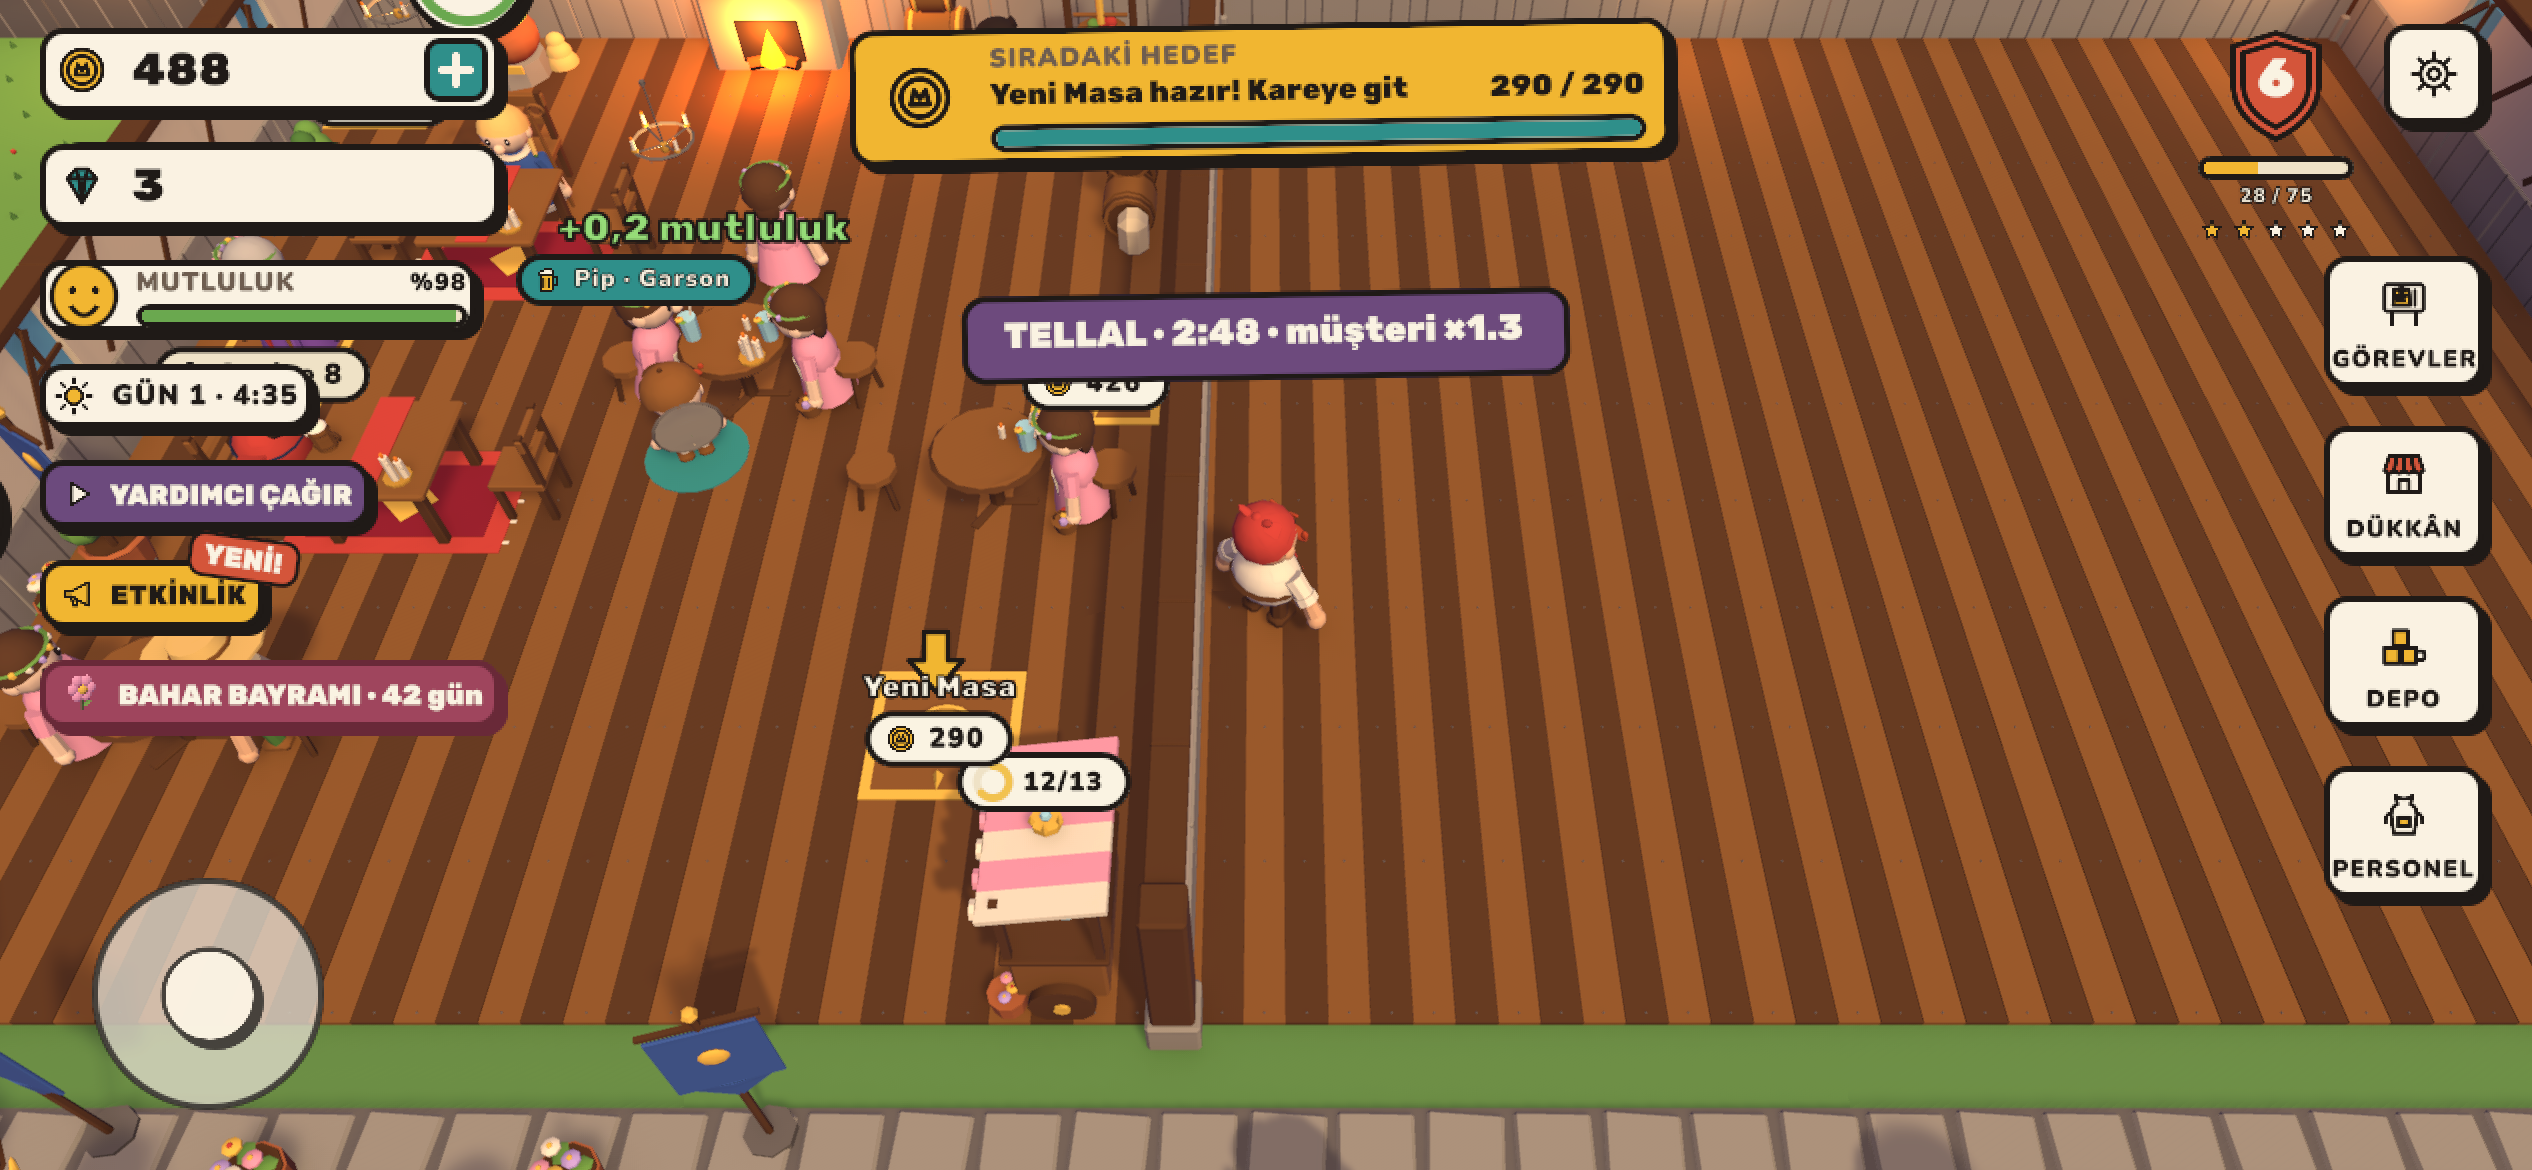 488
SIRADAKİ HEDEF
Yeni Masa hazır! Kareye git
290 / 290
6
3
28 / 75
+0,2 mutluluk
Pip · Garson
MUTLULUK
%98
TELLAL · 2:48 · müşteri ×1.3
GÖREVLER
8
GÜN 1 · 4:35
426
YARDIMCI ÇAĞIR
DÜKKÂN
YENİ!
ETKİNLİK
BAHAR BAYRAMI · 42 gün
Yeni Masa
290
12/13
DEPO
PERSONEL